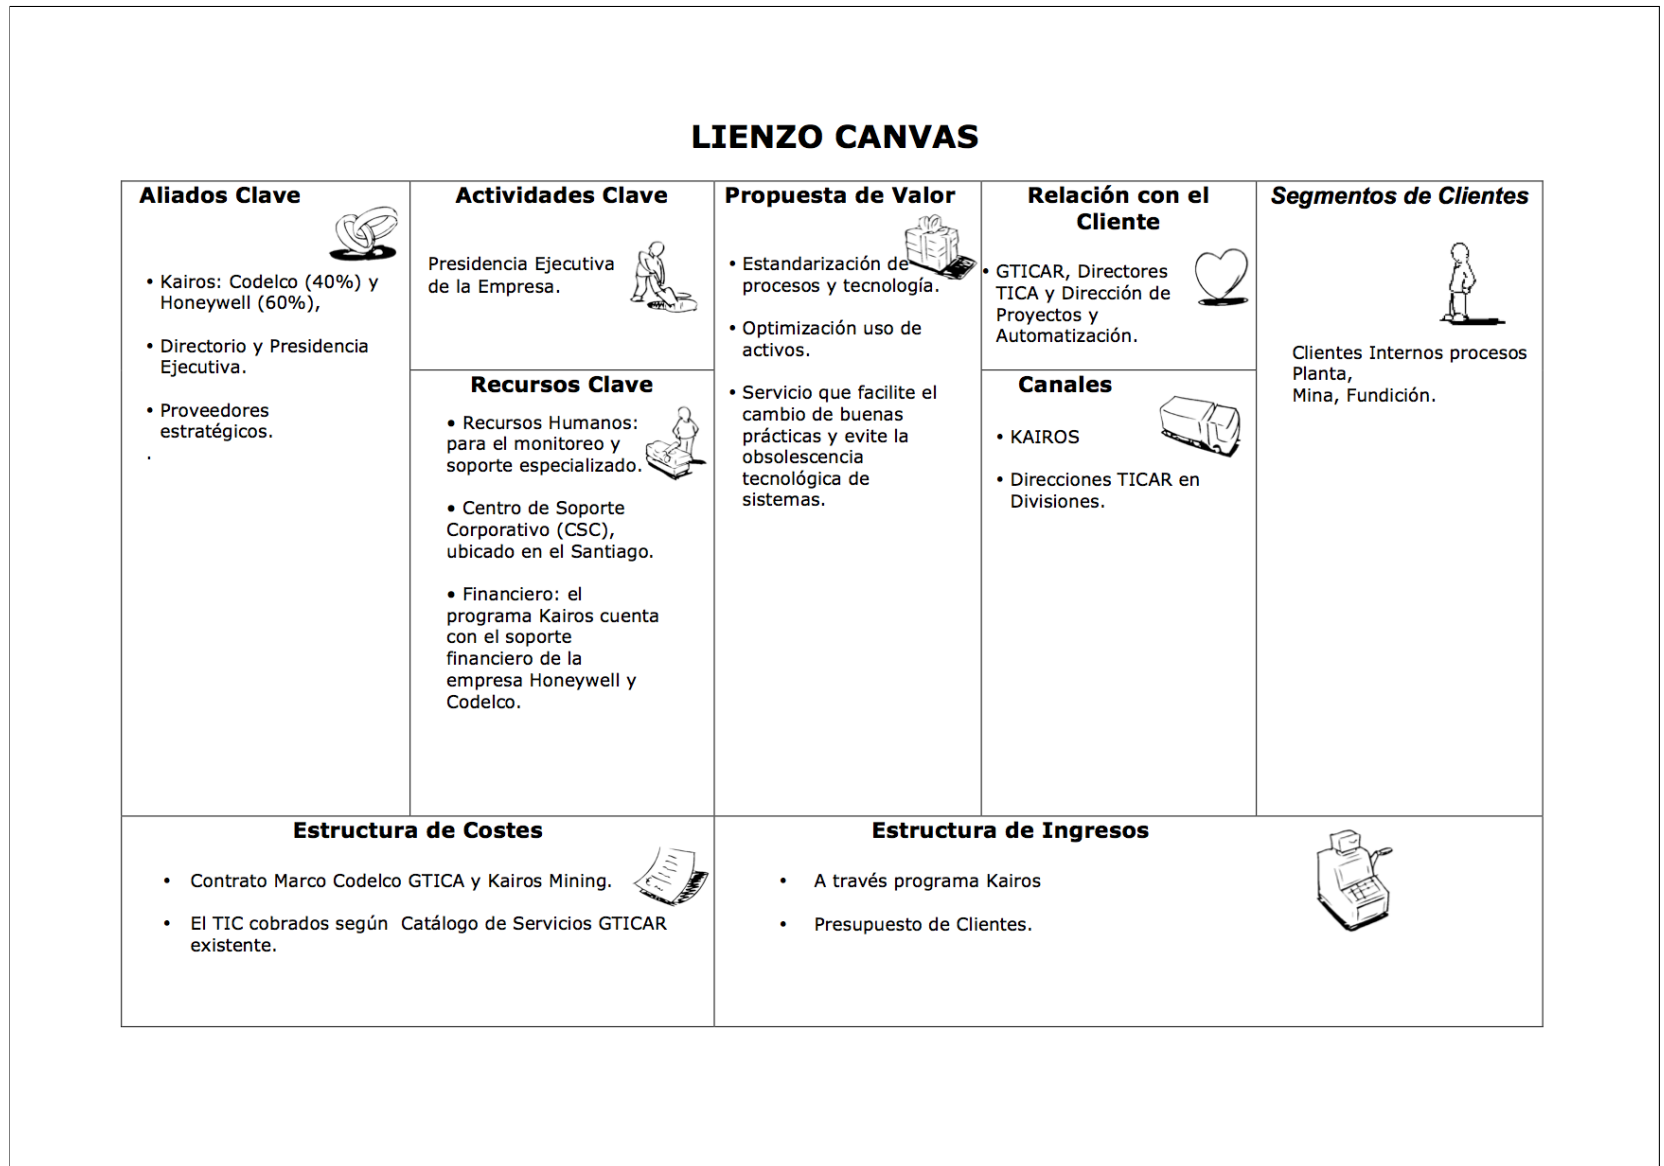 LIENZO CANVAS
Aliados Clave
• Kairos: Codelco (40%) y
Honeywell (60%),
• Directorio y Presidencia
Ejecutiva.
• Proveedores
estratégicos.
.
Actividades Clave
Presidencia Ejecutiva
de la Empresa.
Recursos Clave
• Recursos Humanos:
para el monitoreo y
soporte especializado.
• Centro de Soporte
Corporativo (CSC),
ubicado en el Santiago.
• Financiero: el
programa Kairos cuenta
con el soporte
financiero de la
empresa Honeywell y
Codelco.
Propuesta de Valor
• Estandarización de
procesos y tecnología.
• Optimización uso de
activos.
• Servicio que facilite el
cambio de buenas
prácticas y evite la
obsolescencia
tecnológica de
sistemas.
Relación con el
Cliente
• GTICAR, Directores
TICA y Dirección de
Proyectos y
Automatización.
Canales
• KAIROS
• Direcciones TICAR en
Divisiones.
Segmentos de Clientes
Clientes Internos procesos
Planta,
Mina, Fundición.
Estructura de Costes
• Contrato Marco Codelco GTICA y Kairos Mining.
• El TIC cobrados según  Catálogo de Servicios GTICAR
existente.
Estructura de Ingresos
• A través programa Kairos
• Presupuesto de Clientes.